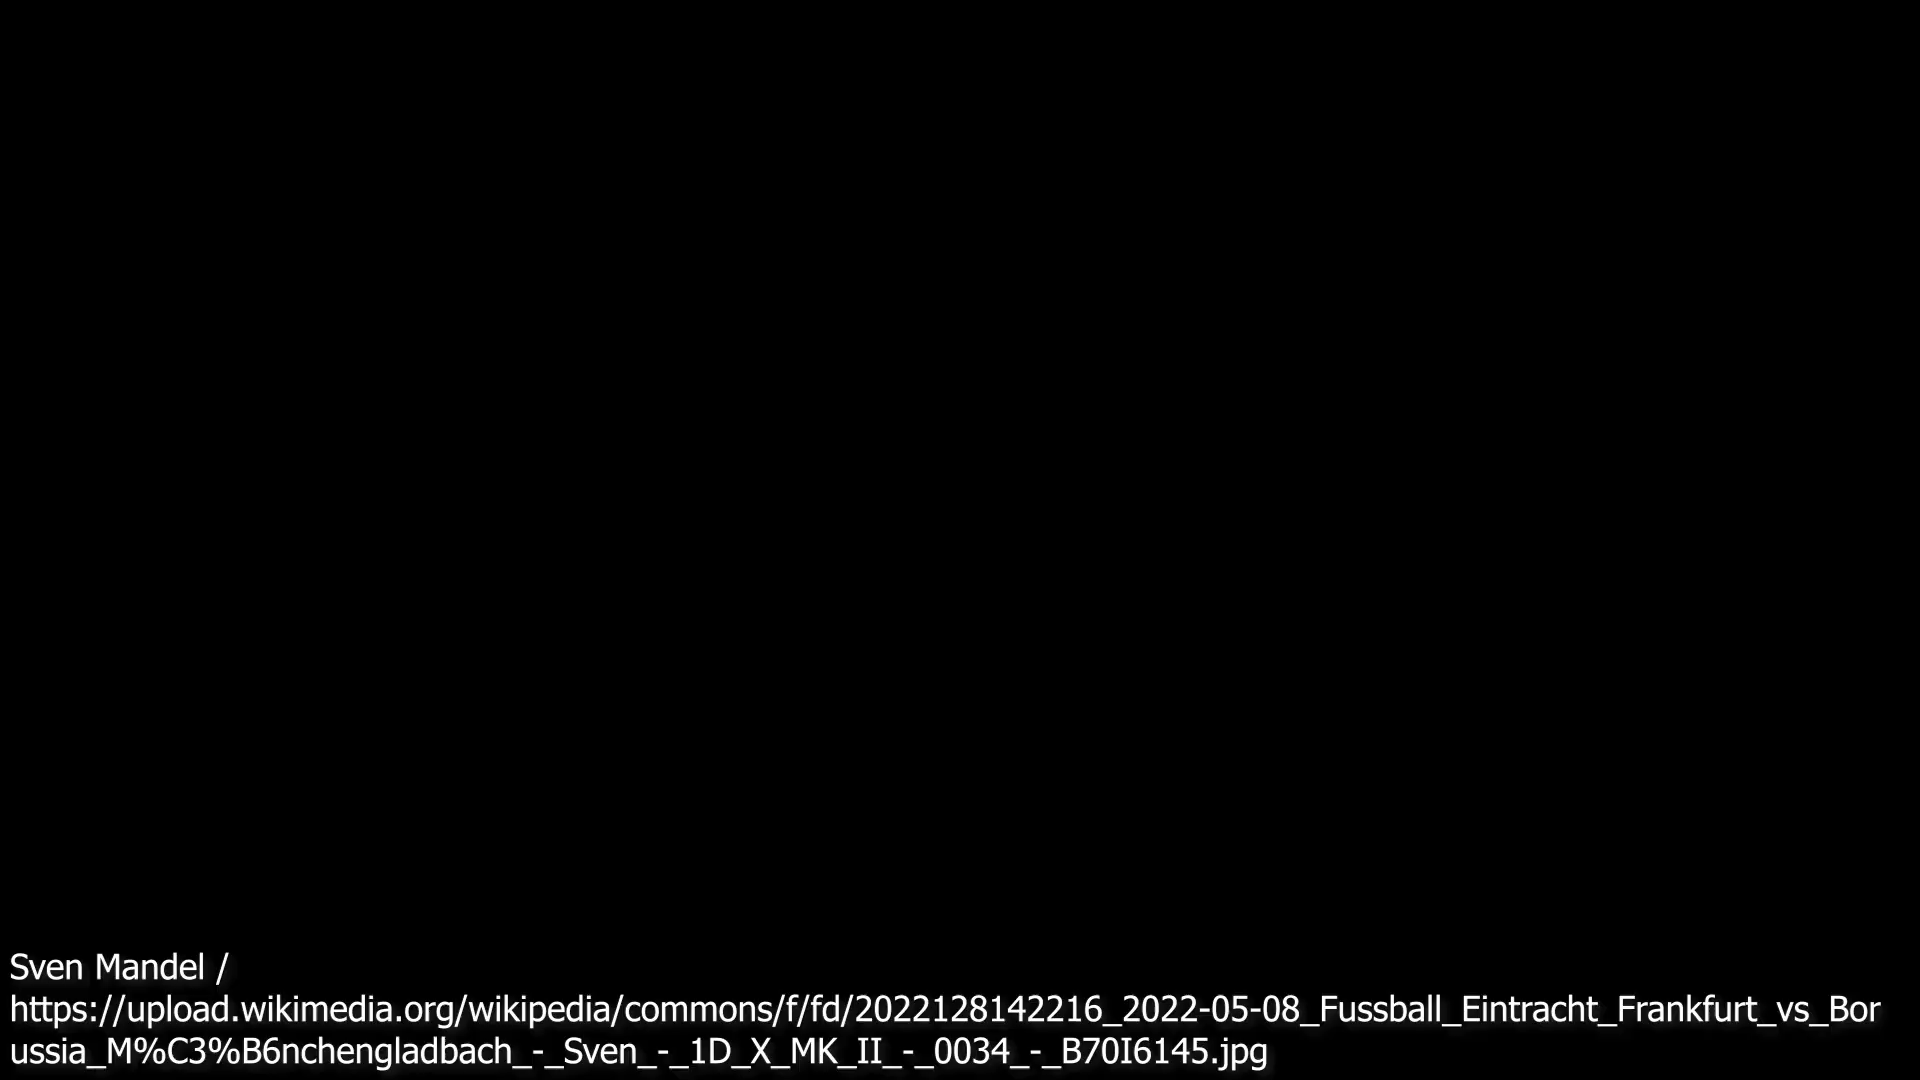 Sven Mandel /
https://upload.wikimedia.org/wikipedia/commons/f/fd/2022128142216_2022-05-08_Fussball_Eintracht_Frankfurt_vs_Bor
ussia_M%C3%B6nchengladbach_-_Sven_-_1D_X_MK_II_-_0034_-_B70I6145.jpg